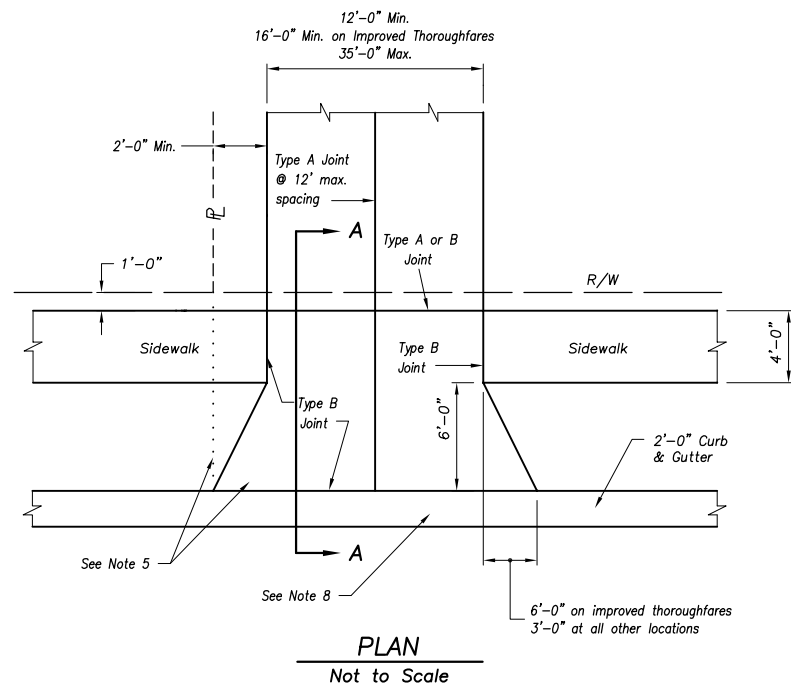 12'-0" Min.
16'-0" Min. on Improved Thoroughfares
35'-0" Max.
2'-0" Min.
Type A Joint
@ 12' max.
spacing
PL
A
Type A or B
Joint
1'-0"
R/W
Sidewalk
Type B
Joint
Sidewalk
4'-0"
Type B
Joint
6'-0"
2'-0" Curb
& Gutter
A
See Note 5
See Note 8
6'-0" on improved thoroughfares
3'-0" at all other locations
PLAN
Not to Scale